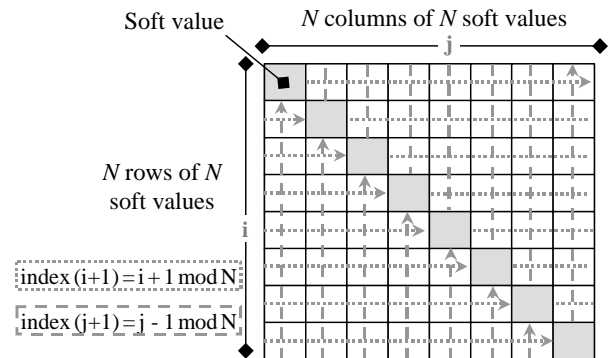 N columns of N soft values
Soft value
j
N rows of N
soft values
i
index (i+1) = i + 1 mod N
index (j+1) = j - 1 mod N